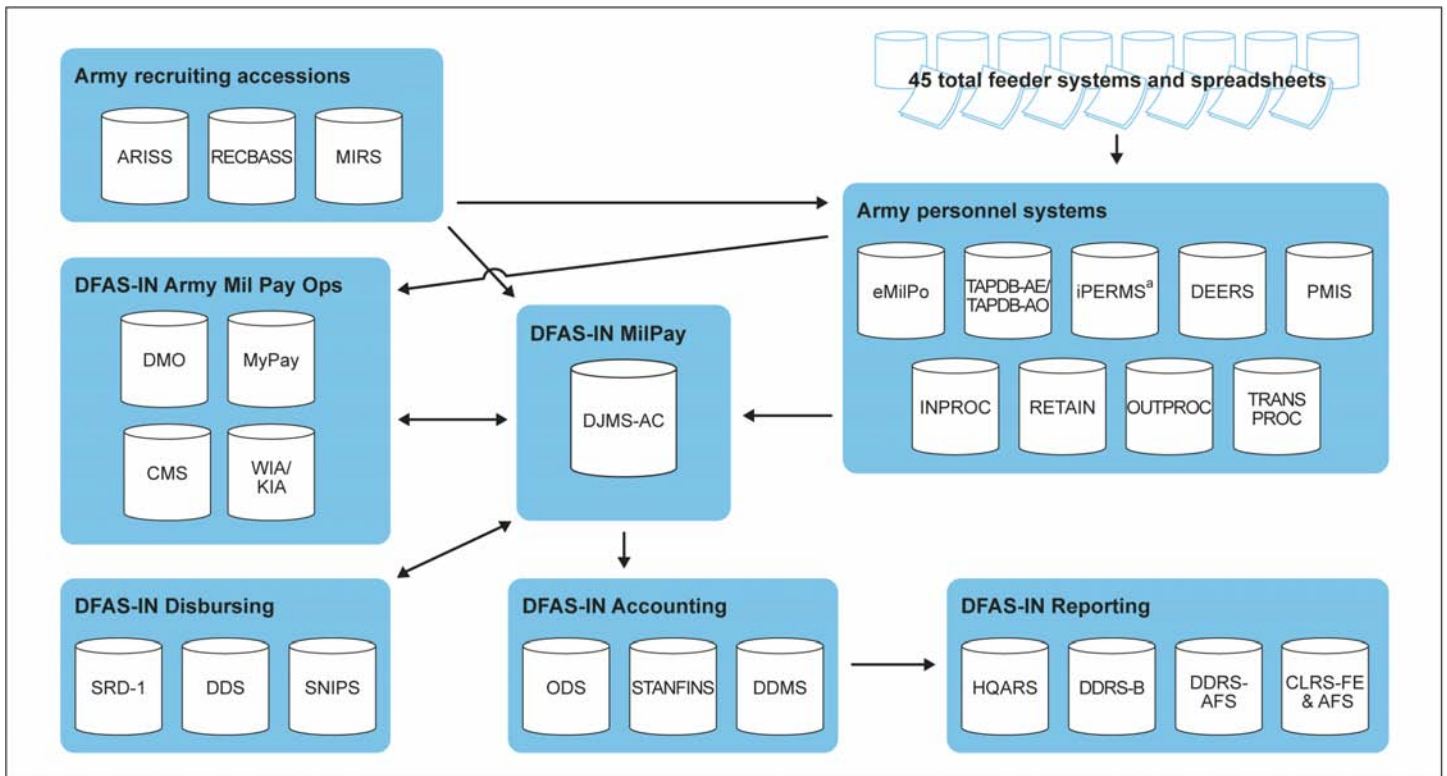 Army recruiting accessions
ARISS
RECBASS
MIRS
45 total feeder systems and spreadsheets
Army personnel systems
eMilPo
TAPDB-AE/
TAPDB-AO
iPERMSa
DEERS
PMIS
INPROC
RETAIN
OUTPROC
TRANS
PROC
DFAS-IN Army Mil Pay Ops
DMO
MyPay
CMS
WIA/
KIA
DFAS-IN MilPay
DJMS-AC
DFAS-IN Disbursing
SRD-1
DDS
SNIPS
DFAS-IN Accounting
ODS
STANFINS
DDMS
DFAS-IN Reporting
HQARS
DDRS-B
DDRS-
AFS
CLRS-FE
& AFS